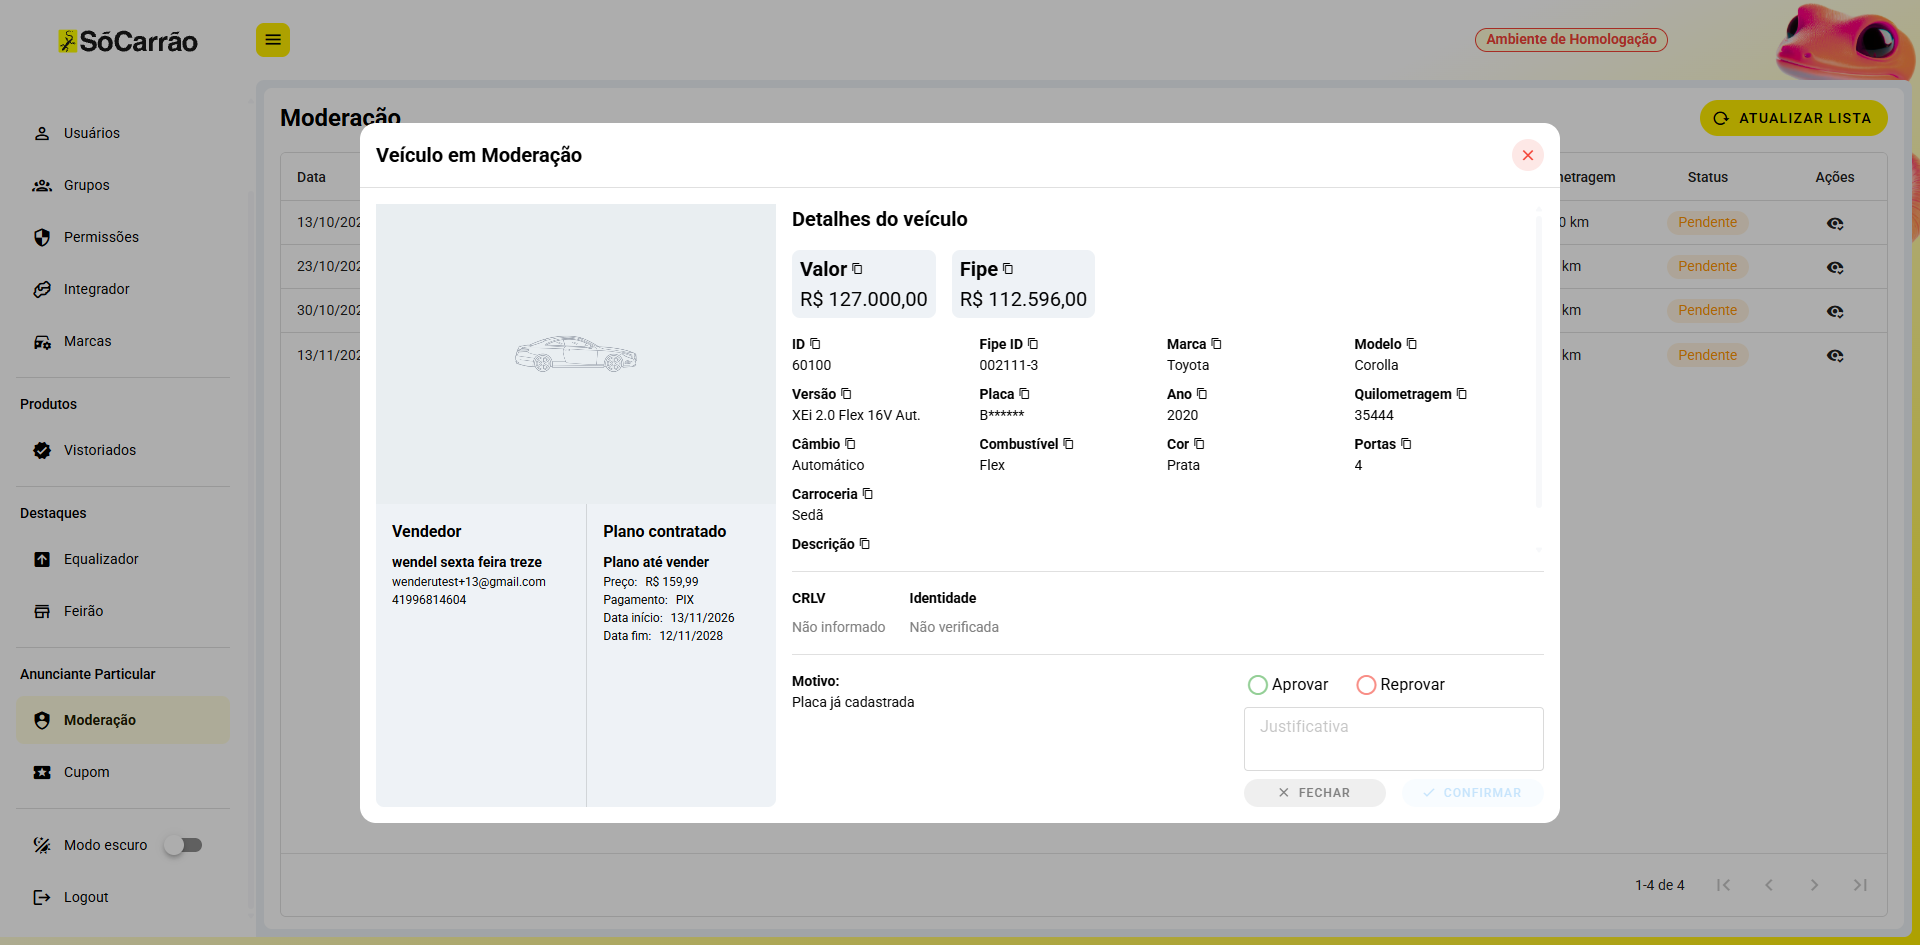 SóCarrão
Ambiente de Homologação
Usuários
Grupos
Permissões
Integrador
Marcas
Produtos
Vistoriados
Destaques
Equalizador
Feirão
Anunciante Particular
Moderação
Cupom
Modo escuro
Logout
Moderação
ATUALIZAR LISTA
Data
Status
Ações
13/10/202
0 km
Pendente
23/10/202
km
Pendente
30/10/202
km
Pendente
13/11/202
km
Pendente
1-4 de 4
Veículo em Moderação
Vendedor
wendel sexta feira treze
wenderutest+13@gmail.com
41996814604
Plano contratado
Plano até vender
Preço: R$ 159,99
Pagamento: PIX
Data início: 13/11/2026
Data fim: 12/11/2028
Detalhes do veículo
Valor Fipe
R$ 127.000,00 R$ 112.596,00
ID Fipe ID Marca Modelo
60100 002111-3 Toyota Corolla
Versão Placa Ano Quilometragem
XEi 2.0 Flex 16V Aut. B****** 2020 35444
Câmbio Combustível Cor Portas
Automático Flex Prata 4
Carroceria
Sedã
Descrição
CRLV Identidade
Não informado Não verificada
Motivo:
Placa já cadastrada
Aprovar Reprovar
Justificativa
FECHAR CONFIRMAR